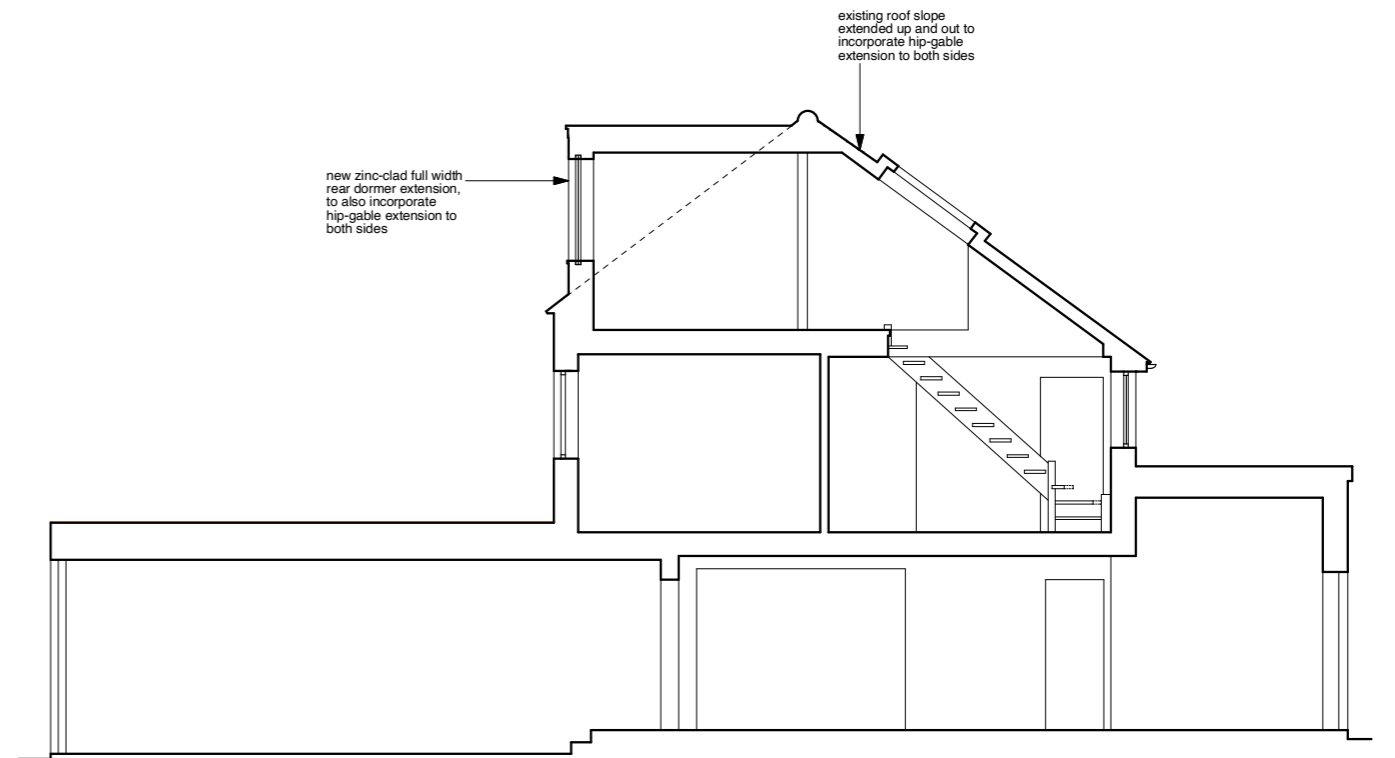 existing roof slope
extended up and out to
incorporate hip-gable
extension to both sides
new zinc-clad full width
rear dormer extension,
to also incorporate
hip-gable extension to
both sides